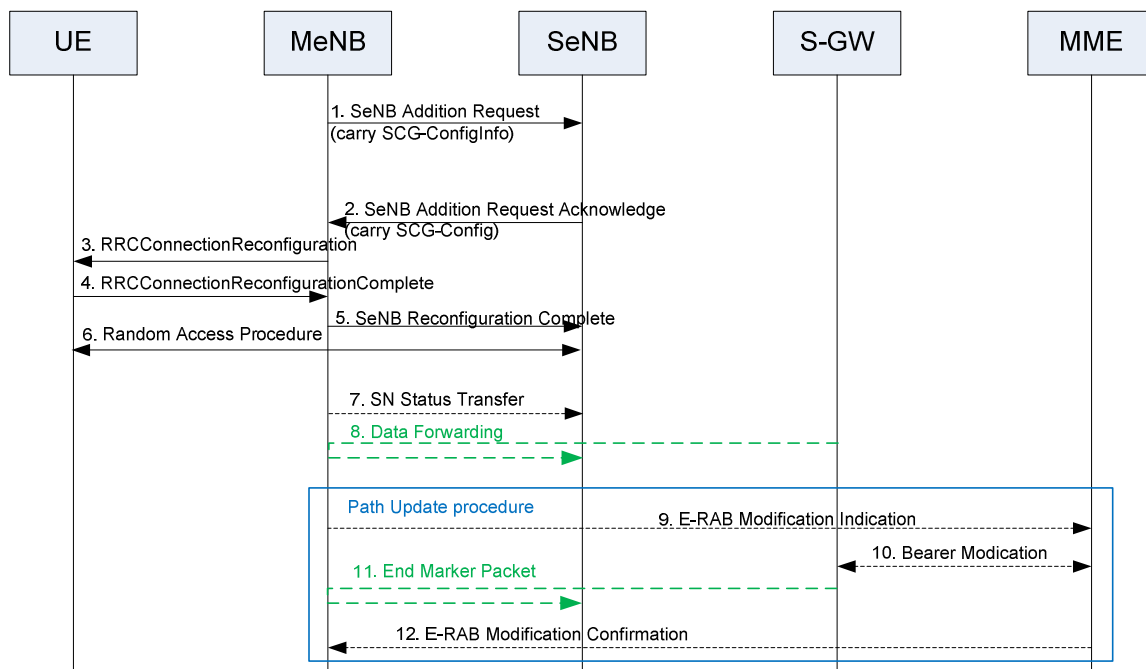 UE
MeNB
SeNB
S-GW
MME
1. SeNB Addition Request
(carry SCG-ConfigInfo)
2. SeNB Addition Request Acknowledge
(carry SCG-Config)
3. RRCConnectionReconfiguration
4. RRCConnectionReconfigurationComplete
5. SeNB Reconfiguration Complete
6. Random Access Procedure
7. SN Status Transfer
8. Data Forwarding
Path Update procedure
9. E-RAB Modification Indication
10. Bearer Modication
11. End Marker Packet
12. E-RAB Modification Confirmation